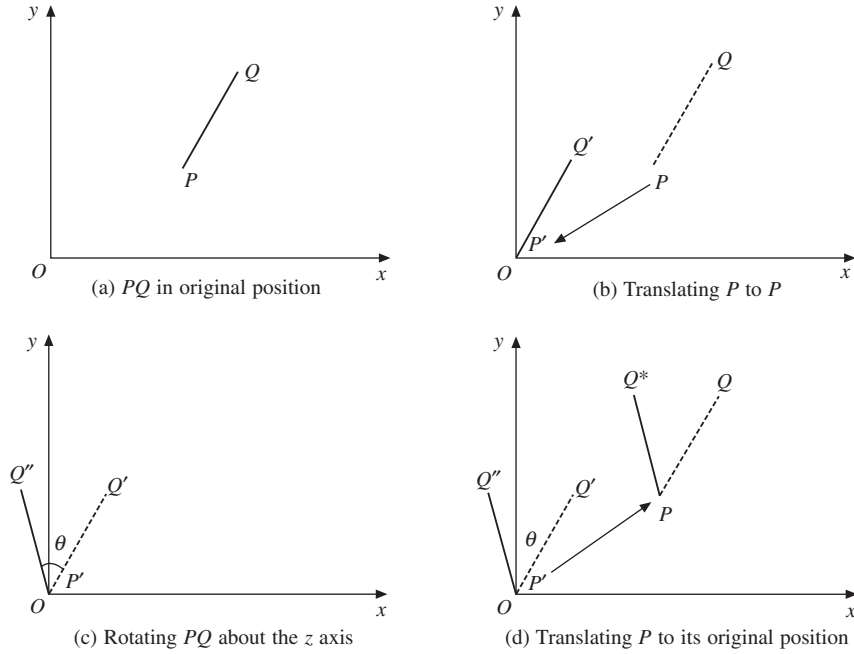 y
Q
P
O
x
(a) PQ in original position
y
Q
Q′
P
P′
O
x
(b) Translating P to P
y
Q″
Q′
θ
P′
O
x
(c) Rotating PQ about the z axis
y
Q*
Q
Q″
Q′
P
θ
P′
O
x
(d) Translating P to its original position